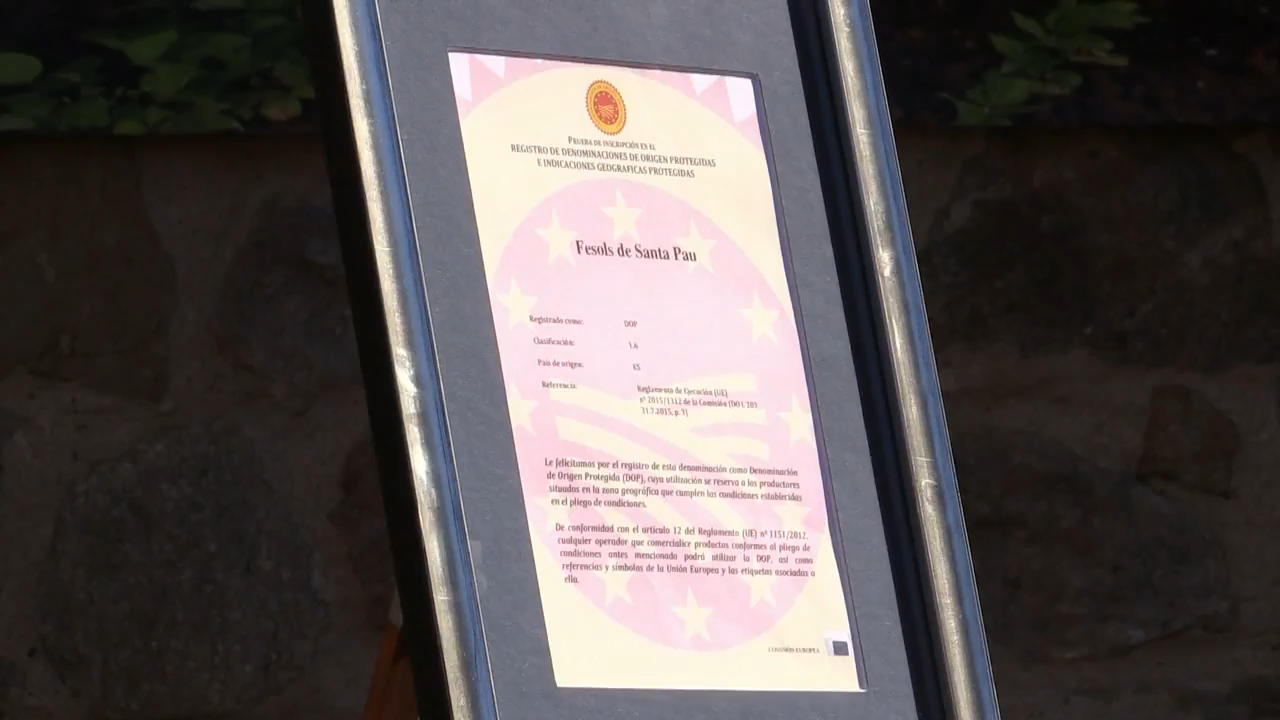 PRUEBA DE INSCRIPCIÓN EN EL
REGISTRO DE DENOMINACIONES DE ORIGEN PROTEGIDAS
E INDICACIONES GEOGRAFICAS PROTEGIDAS
Fesols de Santa Pau
Registrado como: DOP
Clasificación: 1.6
País de origen: ES
Referencia: Reglamento de Ejecución (UE)
nº 2015/1312 de la Comisión (DO L
31.7.2015, p. 7)
Le felicitamos por el registro de esta denominación como Denominación
de Origen Protegida (DOP), cuya utilización se reserva a los productores
situados en la zona geográfica que cumplen las condiciones establecidas
en el pliego de condiciones.
De conformidad con el artículo 12 del Reglamento (UE) nº 1151/2012,
cualquier operador que comercialice productos conformes al pliego de
condiciones antes mencionado podrá utilizar la DOP, así como
referencias y símbolos de la Unión Europea y las etiquetas asociadas a
ella.
COMISIÓN EUROPEA